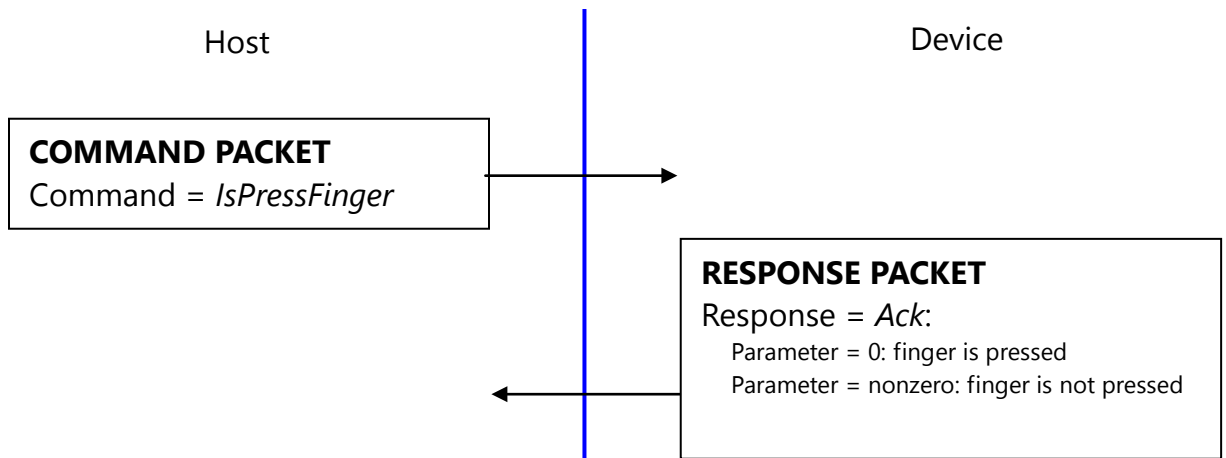 Host
Device
COMMAND PACKET
Command = IsPressFinger
RESPONSE PACKET
Response = Ack:
Parameter = 0: finger is pressed
Parameter = nonzero: finger is not pressed